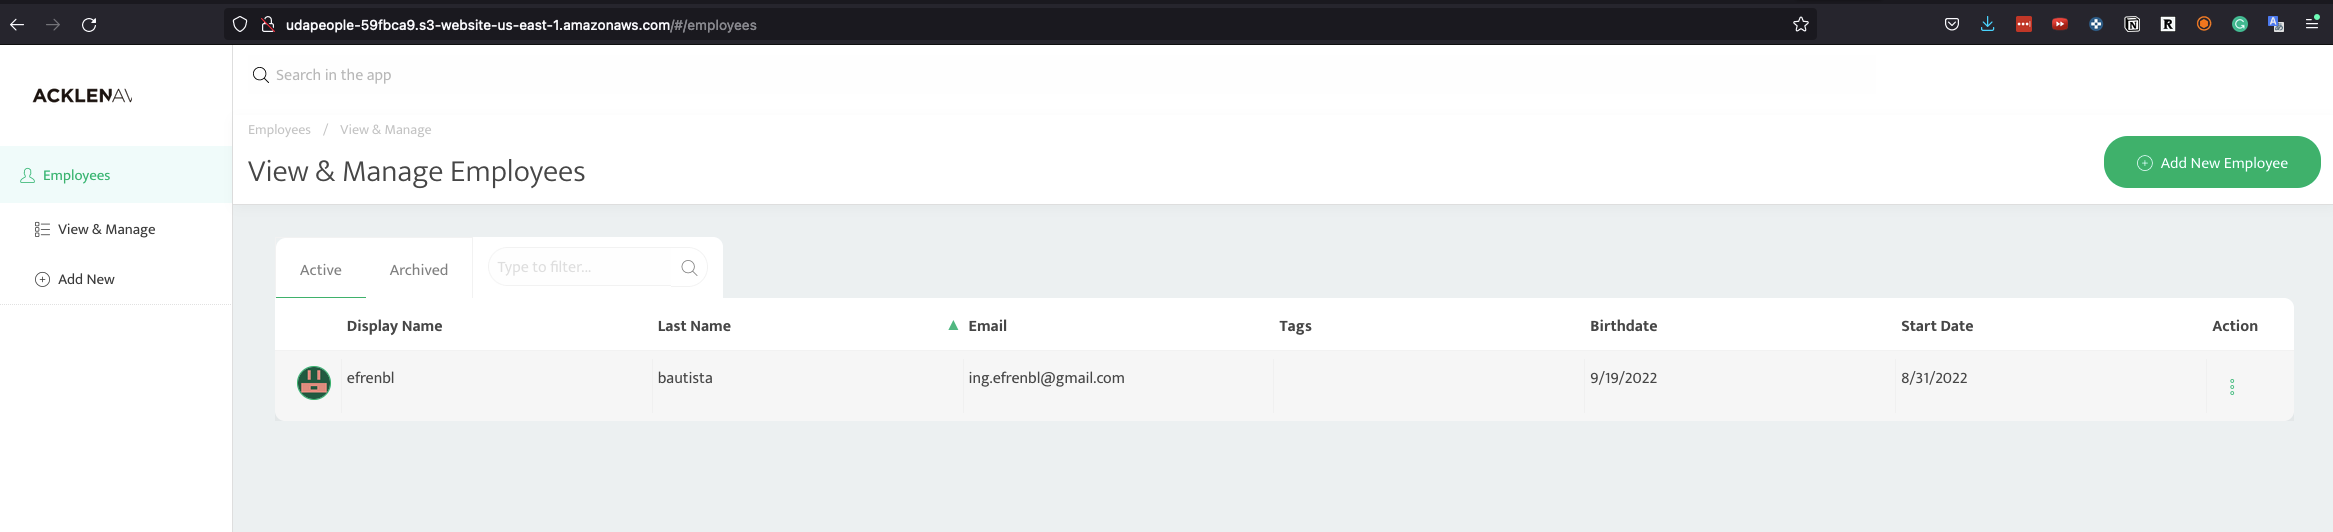 udapeople-59fbca9.s3-website-us-east-1.amazonaws.com/#/employees
Search in the app
ACKLENAV
Employees / View & Manage
View & Manage Employees
Add New Employee
Employees
View & Manage
Add New
Active Archived Type to filter...
Display Name Last Name Email Tags Birthdate Start Date Action
efrenbl bautista ing.efrenbl@gmail.com 9/19/2022 8/31/2022